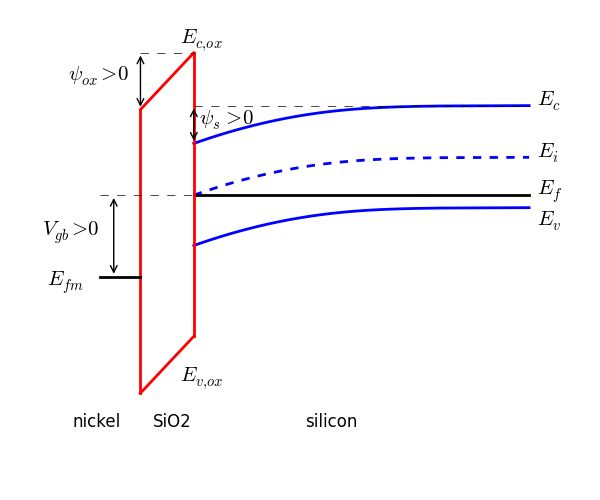 E_{c,ox}
ψ_{ox} >0
E_c
ψ_s >0
E_i
E_f
E_v
V_{gb} >0
E_{fm}
E_{v,ox}
nickel SiO2 silicon